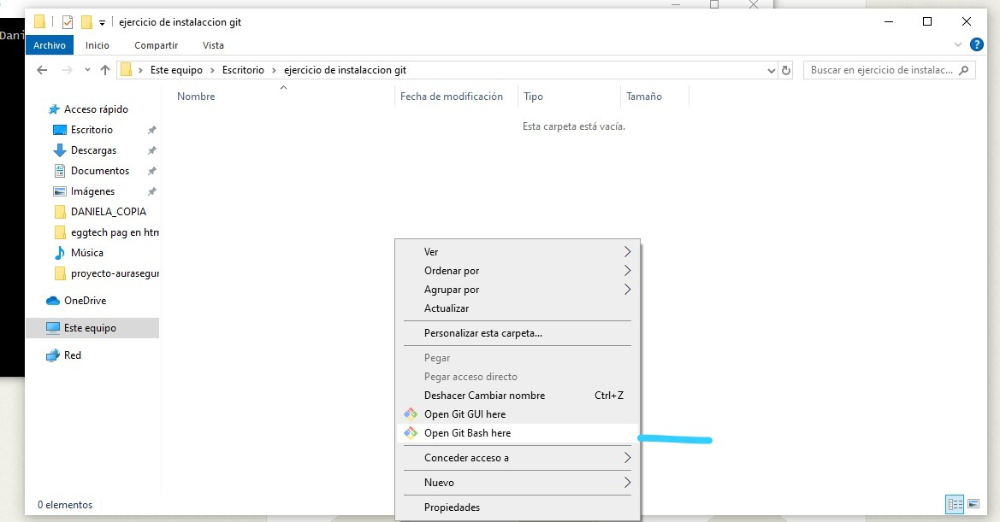 Dani
ejercicio de instalaccion git
Archivo
Inicio
Compartir
Vista
?
Este equipo > Escritorio > ejercicio de instalaccion git
Buscar en ejercicio de instalac...
Nombre
Fecha de modificación
Tipo
Tamaño
Esta carpeta está vacía.
Acceso rápido
Escritorio
Descargas
Documentos
Imágenes
DANIELA_COPIA
eggtech pag en htm
Música
proyecto-aurasegur
OneDrive
Este equipo
Red
Ver
Ordenar por
Agrupar por
Actualizar
Personalizar esta carpeta...
Pegar
Pegar acceso directo
Deshacer Cambiar nombre Ctrl+Z
Open Git GUI here
Open Git Bash here
Conceder acceso a
Nuevo
Propiedades
0 elementos